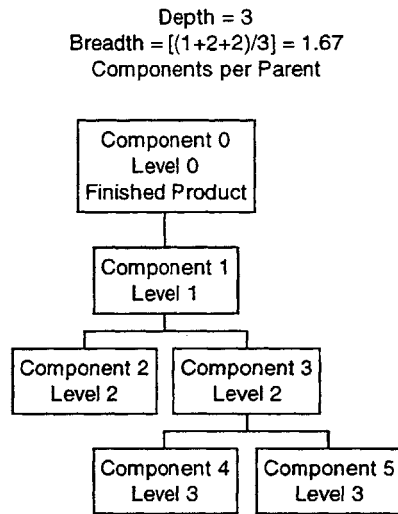 Depth = 3
Breadth = [(1+2+2)/3] = 1.67
Components per Parent
Component 0
Level 0
Finished Product
Component 1
Level 1
Component 2
Level 2
Component 3
Level 2
Component 4
Level 3
Component 5
Level 3